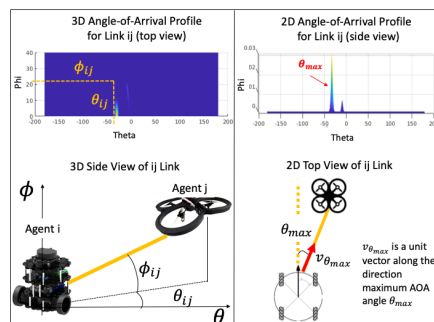 3D Angle-of-Arrival Profile
for Link ij (top view)
40
30
20
10
0
-200 -150 -100 -50 0 50 100 150 200
Phi
Theta
ϕij
θij
2D Angle-of-Arrival Profile
for Link ij (side view)
0.03
0.02
0.01
0
-200 -150 -100 -50 0 50 100 150 200
Phi
Theta
θmax
3D Side View of ij Link
ϕ
Agent j
Agent i
ϕij
θij
θ
2D Top View of ij Link
θmax
vθmax
vθmax is a unit
vector along the
direction
maximum AOA
angle θmax